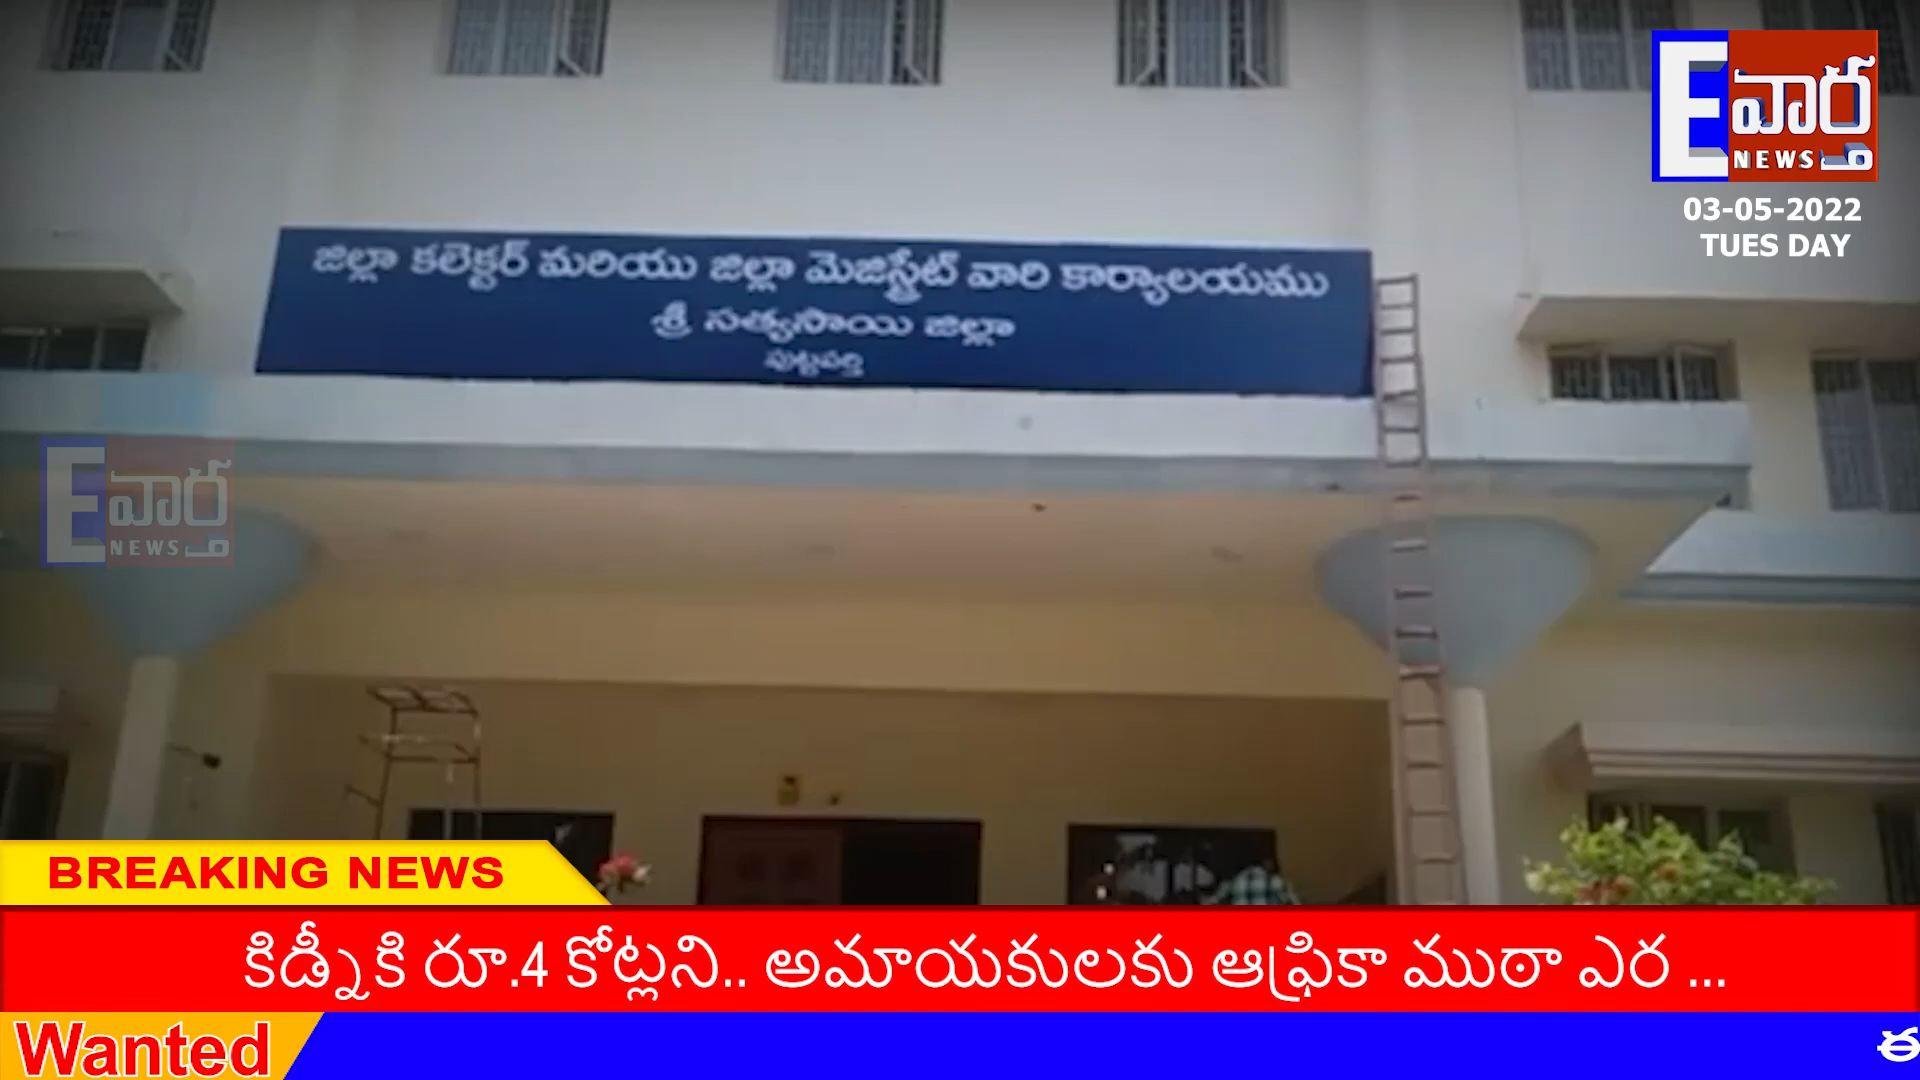 E వార్త
NEWS
03-05-2022
TUES DAY
జిల్లా కలెక్టర్ మరియు జిల్లా మెజిస్ట్రేట్ వారి కార్యాలయము
శ్రీ సత్యసాయి జిల్లా
పుట్టపర్తి
E వార్త
NEWS
BREAKING NEWS
కిడ్నీకి రూ.4 కోట్లని.. అమాయకులకు ఆఫ్రికా ముఠా ఎర ...
Wanted
ఈ